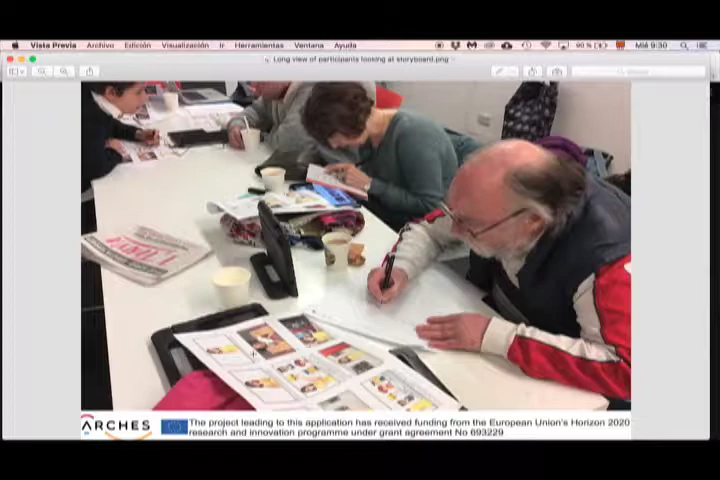 Vista Previa Archivo Edición Visualización Ir Herramientas Ventana Ayuda 90 % Mié 9:30
Long view of participants looking at storyboard.png
ARCHES
The project leading to this application has received funding from the European Union's Horizon 2020
research and innovation programme under grant agreement No 693229